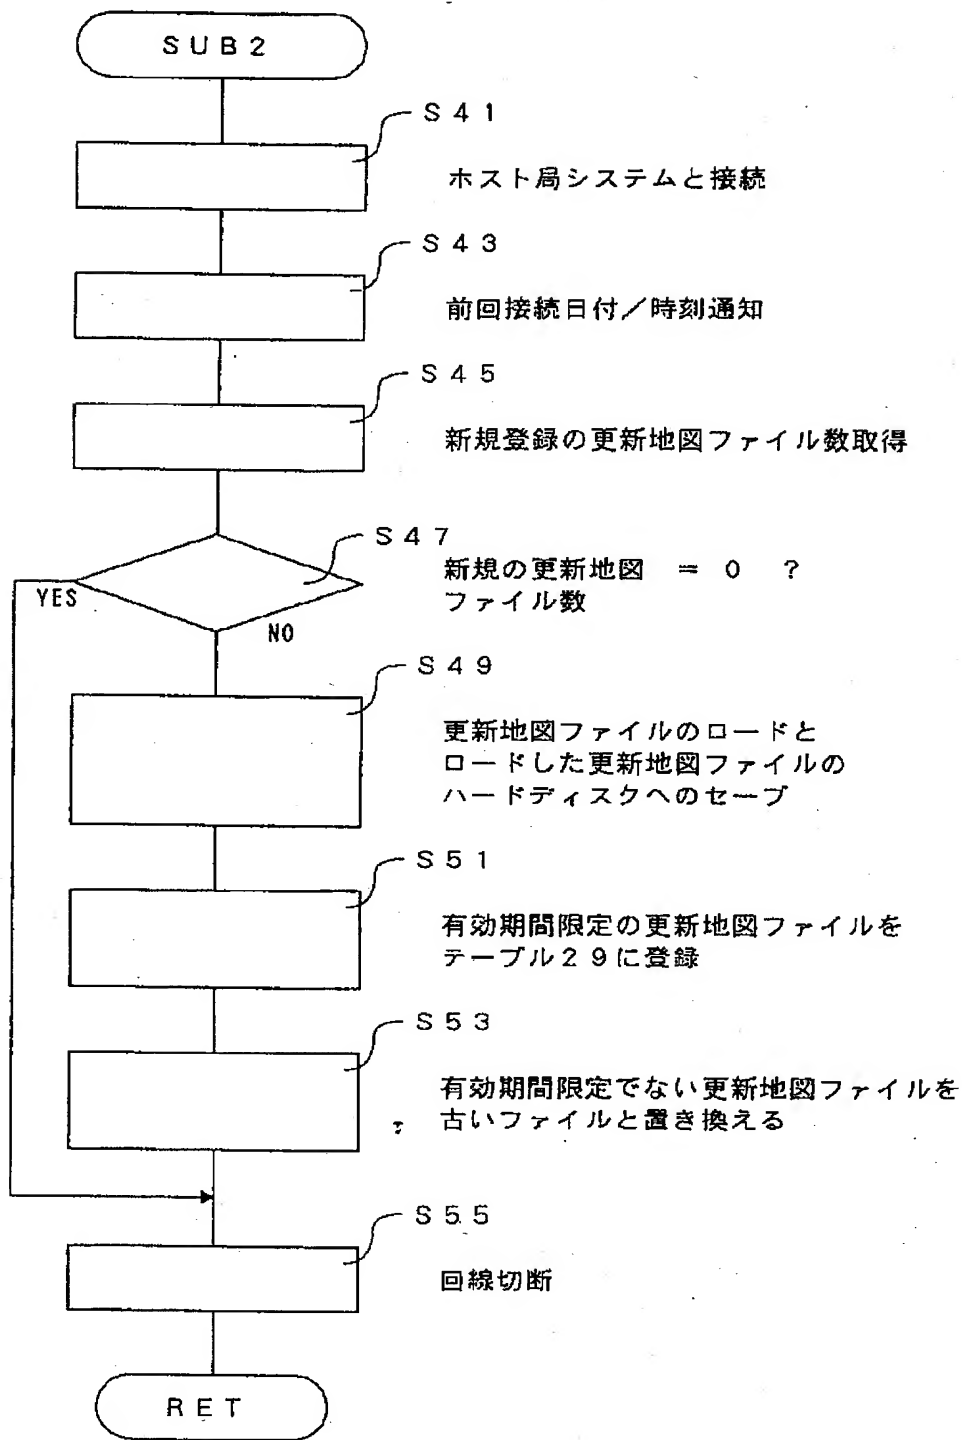 SUB2
S41
ホスト局システムと接続
S43
前回接続日付／時刻通知
S45
新規登録の更新地図ファイル数取得
S47
新規の更新地図 ＝ 0 ？
ファイル数
YES
NO
S49
更新地図ファイルのロードと
ロードした更新地図ファイルの
ハードディスクへのセーブ
S51
有効期間限定の更新地図ファイルを
テーブル29に登録
S53
有効期間限定でない更新地図ファイルを
古いファイルと置き換える
S55
回線切断
RET